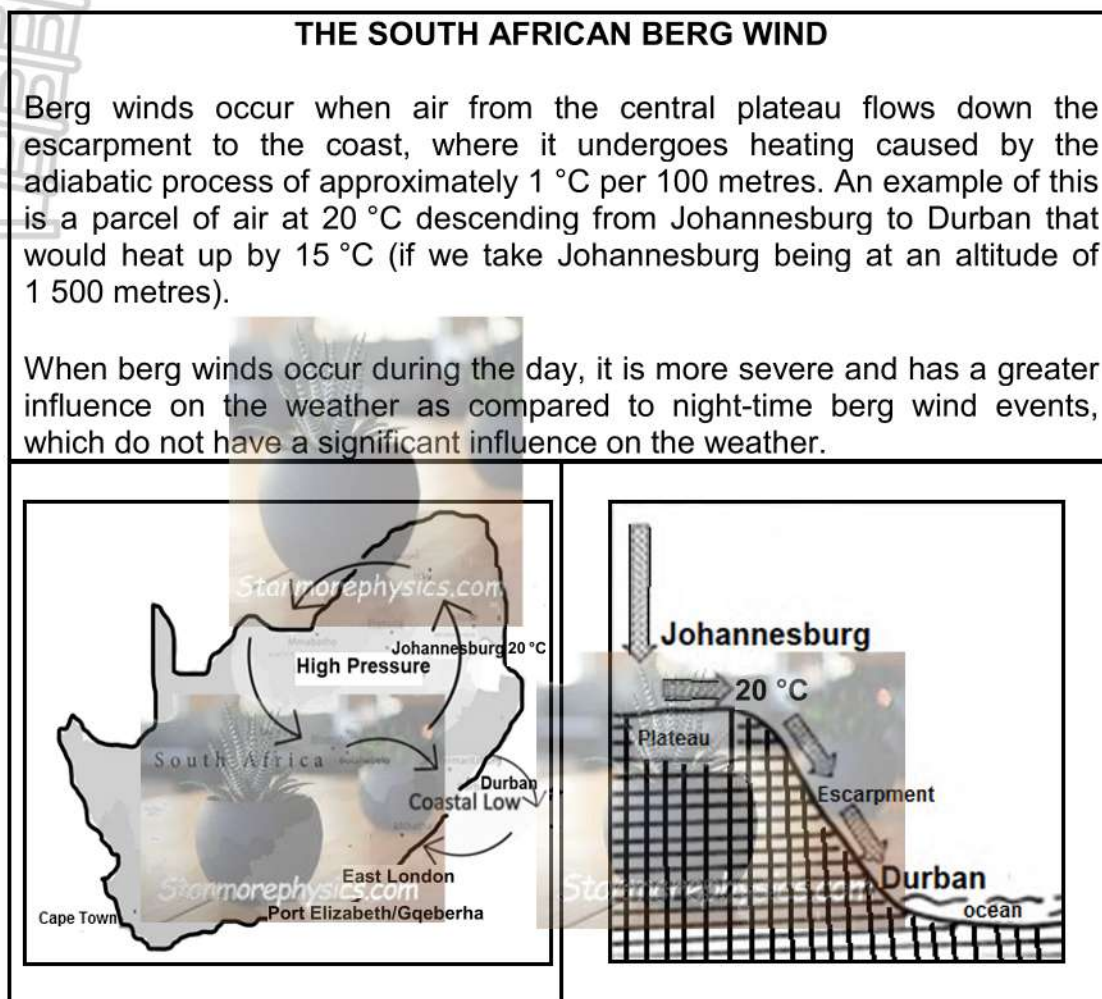 THE SOUTH AFRICAN BERG WIND
Berg winds occur when air from the central plateau flows down the
escarpment to the coast, where it undergoes heating caused by the
adiabatic process of approximately 1 °C per 100 metres. An example of this
is a parcel of air at 20 °C descending from Johannesburg to Durban that
would heat up by 15 °C (if we take Johannesburg being at an altitude of
1 500 metres).
When berg winds occur during the day, it is more severe and has a greater
influence on the weather as compared to night-time berg wind events,
which do not have a significant influence on the weather.
Stanmorephysics.com
Johannesburg 20 °C
High Pressure
South Africa
Durban
Coastal Low
East London
Stanmorephysics.com
Port Elizabeth/Gqeberha
Cape Town
Johannesburg
20 °C
Plateau
Escarpment
Durban
ocean